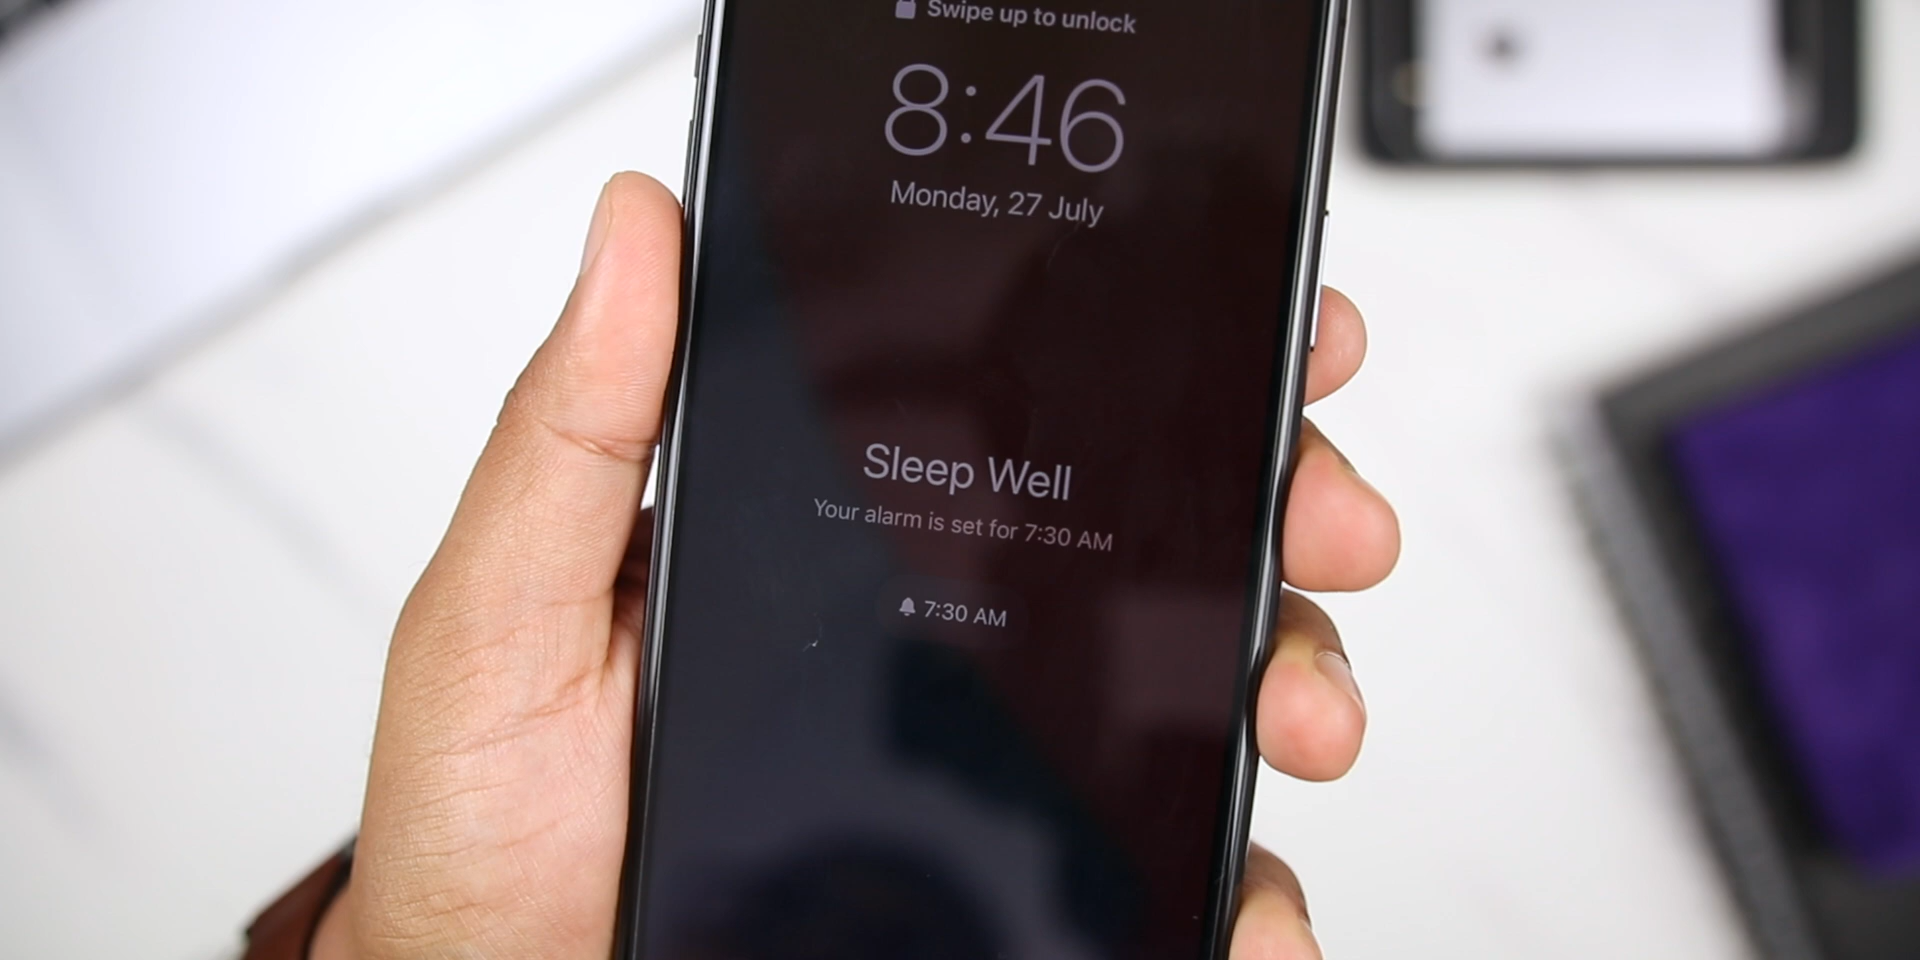 Swipe up to unlock
8:46
Monday, 27 July
Sleep Well
Your alarm is set for 7:30 AM
7:30 AM